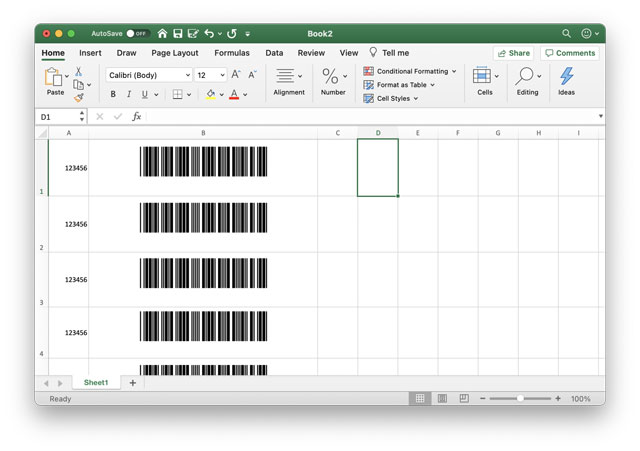 AutoSave OFF Book2
Home Insert Draw Page Layout Formulas Data Review View Tell me Share Comments
Calibri (Body) 12 A A Conditional Formatting
Format as Table
Cell Styles
B I U A
Paste Alignment Number Cells Editing Ideas
D1 fx
A B C D E F G H I
123456
1
123456
2
123456
3
123456
4
Sheet1 +
Ready 100%